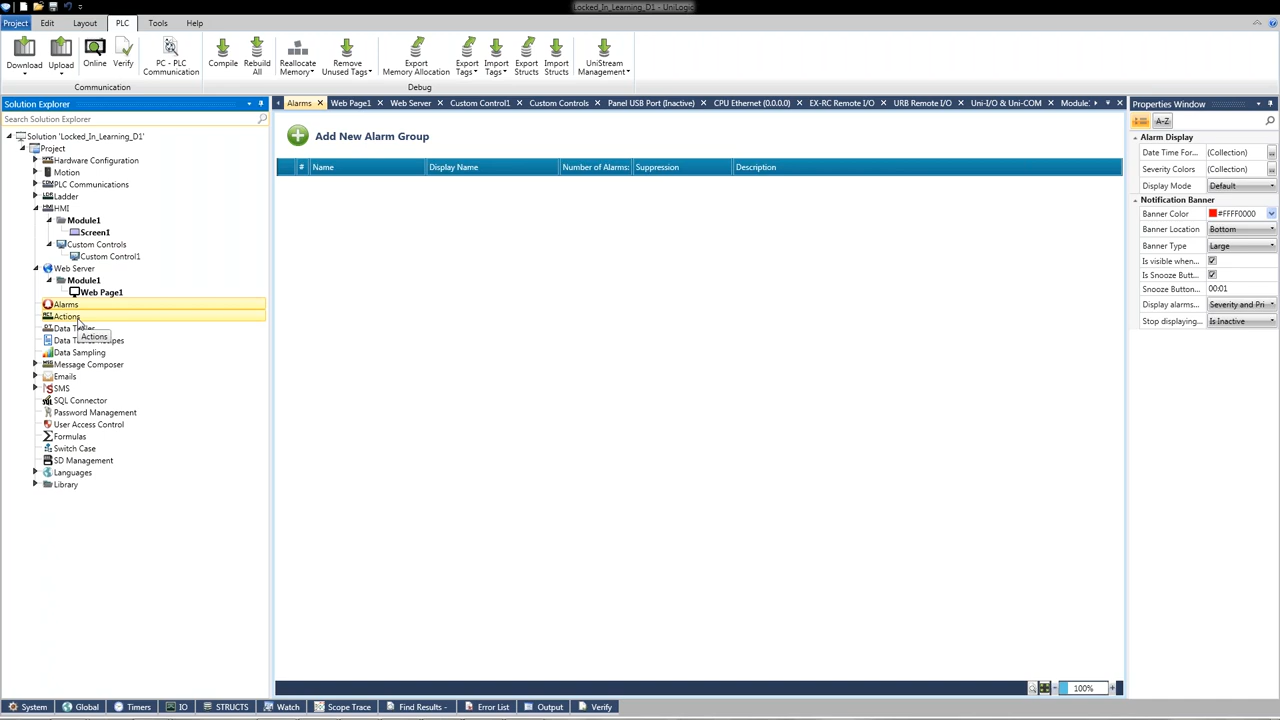 Locked_In_Learning_D1* - UniLogic
Project Edit Layout PLC Tools Help
Download Upload Online Verify PC - PLC Communication Compile Rebuild All Reallocate Memory Remove Unused Tags Export Memory Allocation Export Tags Import Tags Export Structs Import Structs UniStream Management
Communication Debug
Solution Explorer
Alarms Web Page1 Web Server Custom Control1 Custom Controls Panel USB Port (Inactive) CPU Ethernet (0.0.0.0) EX-RC Remote I/O URB Remote I/O Uni-I/O & Uni-COM Module
Properties Window
Search Solution Explorer
A-Z
Solution 'Locked_In_Learning_D1'
Project
Hardware Configuration
Motion
PLC Communications
Ladder
HMI
Module1
Screen1
Custom Controls
Custom Control1
Web Server
Module1
Web Page1
Alarms
Actions
Data Tables
Actions
Data Tables Recipes
Data Sampling
Message Composer
Emails
SMS
SQL Connector
Password Management
User Access Control
Formulas
Switch Case
SD Management
Languages
Library
Add New Alarm Group
# Name Display Name Number of Alarms: Suppression Description
Alarm Display
Date Time For... (Collection)
Severity Colors (Collection)
Display Mode Default
Notification Banner
Banner Color #FFFF0000
Banner Location Bottom
Banner Type Large
Is visible when...
Is Snooze Butt...
Snooze Button... 00:01
Display alarms... Severity and Pri
Stop displaying... Is Inactive
100%
System Global Timers IO STRUCTS Watch Scope Trace Find Results - Error List Output Verify